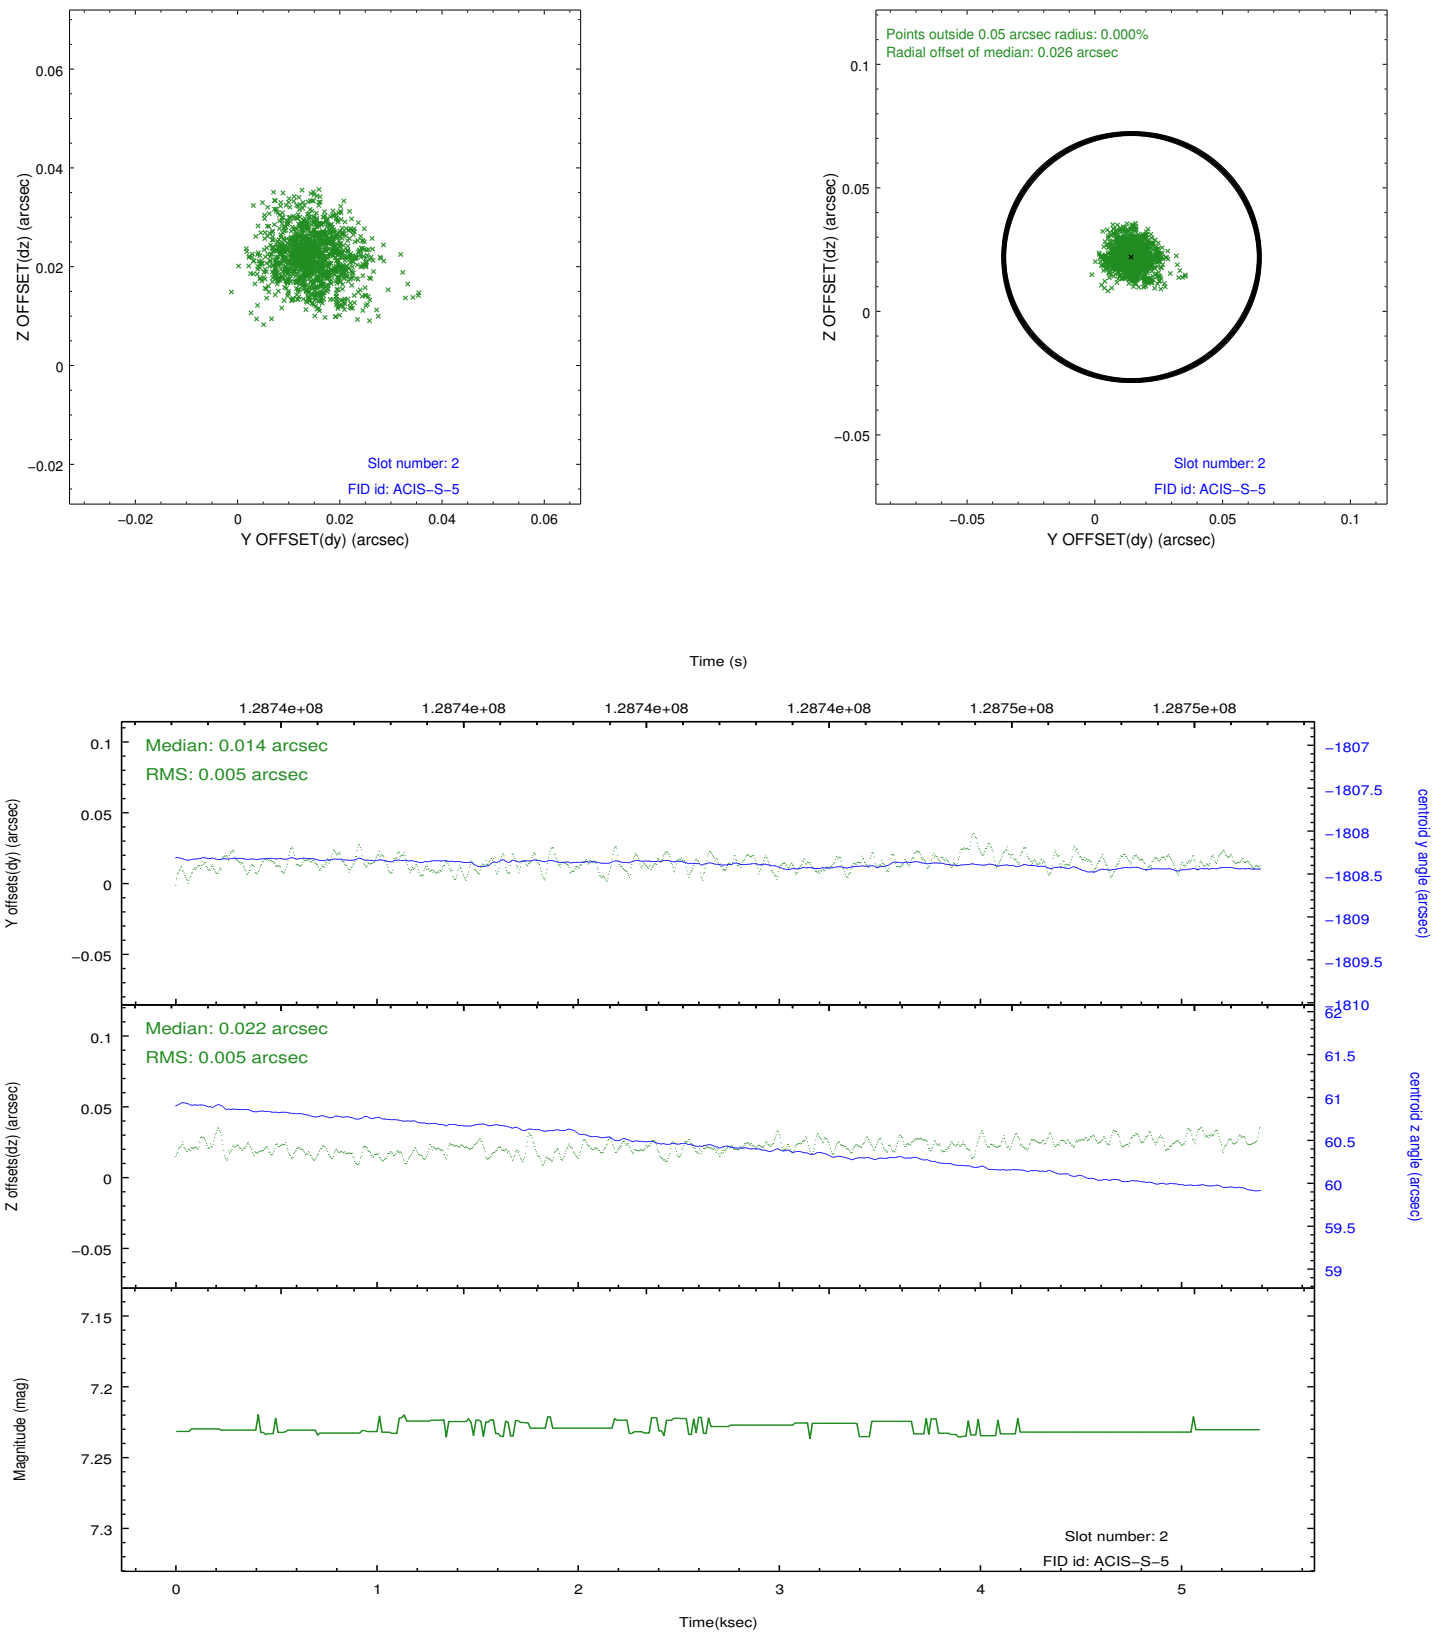 0.06
0.04
0.02
0
−0.02
Z OFFSET(dz) (arcsec)
Slot number: 2
FID id: ACIS−S−5
−0.02
0
0.02
0.04
0.06
Y OFFSET(dy) (arcsec)
Points outside 0.05 arcsec radius: 0.000%
Radial offset of median: 0.026 arcsec
0.1
0.05
0
−0.05
Z OFFSET(dz) (arcsec)
Slot number: 2
FID id: ACIS−S−5
−0.05
0
0.05
0.1
Y OFFSET(dy) (arcsec)
Time (s)
1.2874e+08
1.2874e+08
1.2874e+08
1.2874e+08
1.2875e+08
1.2875e+08
Median: 0.014 arcsec
RMS: 0.005 arcsec
0.1
0.05
0
−0.05
Y offsets(dy) (arcsec)
−1807
−1807.5
−1808
−1808.5
−1809
−1809.5
−1810
centroid y angle (arcsec)
Median: 0.022 arcsec
RMS: 0.005 arcsec
0.1
0.05
0
−0.05
Z offsets(dz) (arcsec)
62
61.5
61
60.5
60
59.5
59
centroid z angle (arcsec)
7.15
7.2
7.25
7.3
Magnitude (mag)
Slot number: 2
FID id: ACIS−S−5
0
1
2
3
4
5
Time(ksec)